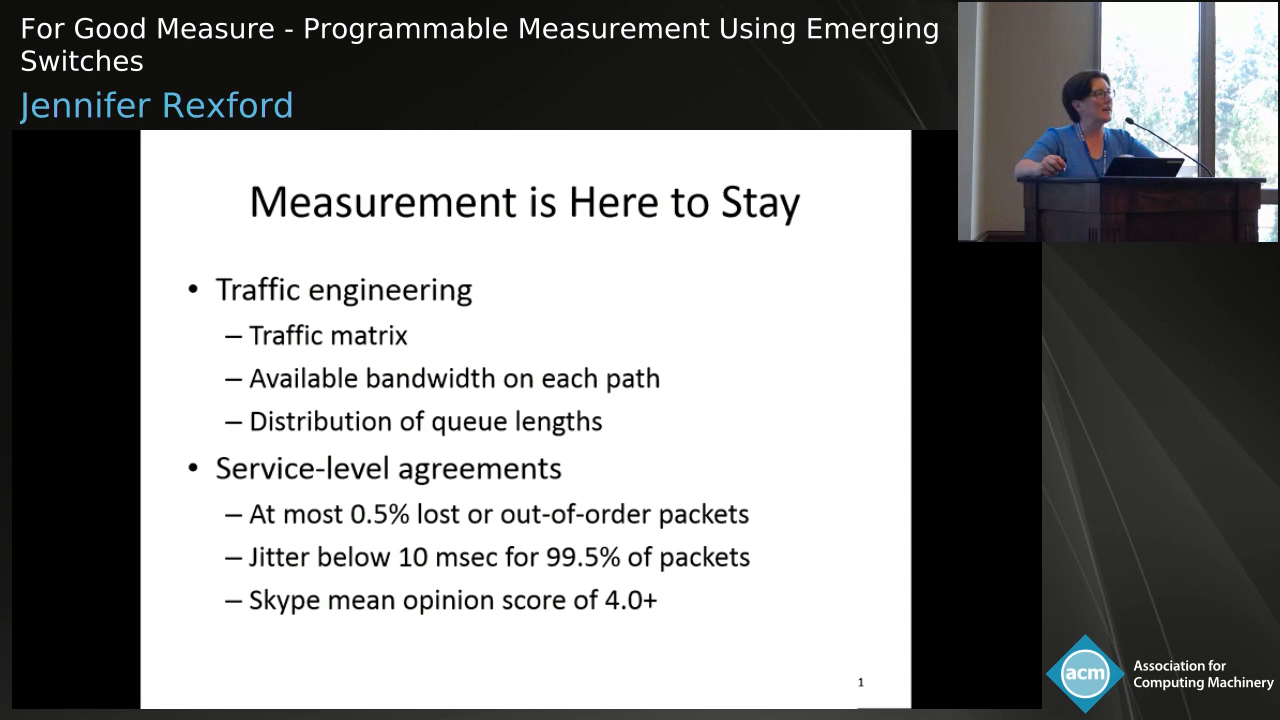 For Good Measure - Programmable Measurement Using Emerging
Switches
Jennifer Rexford
Measurement is Here to Stay
• Traffic engineering
– Traffic matrix
– Available bandwidth on each path
– Distribution of queue lengths
• Service-level agreements
– At most 0.5% lost or out-of-order packets
– Jitter below 10 msec for 99.5% of packets
– Skype mean opinion score of 4.0+
1
acm
Association for
Computing Machinery